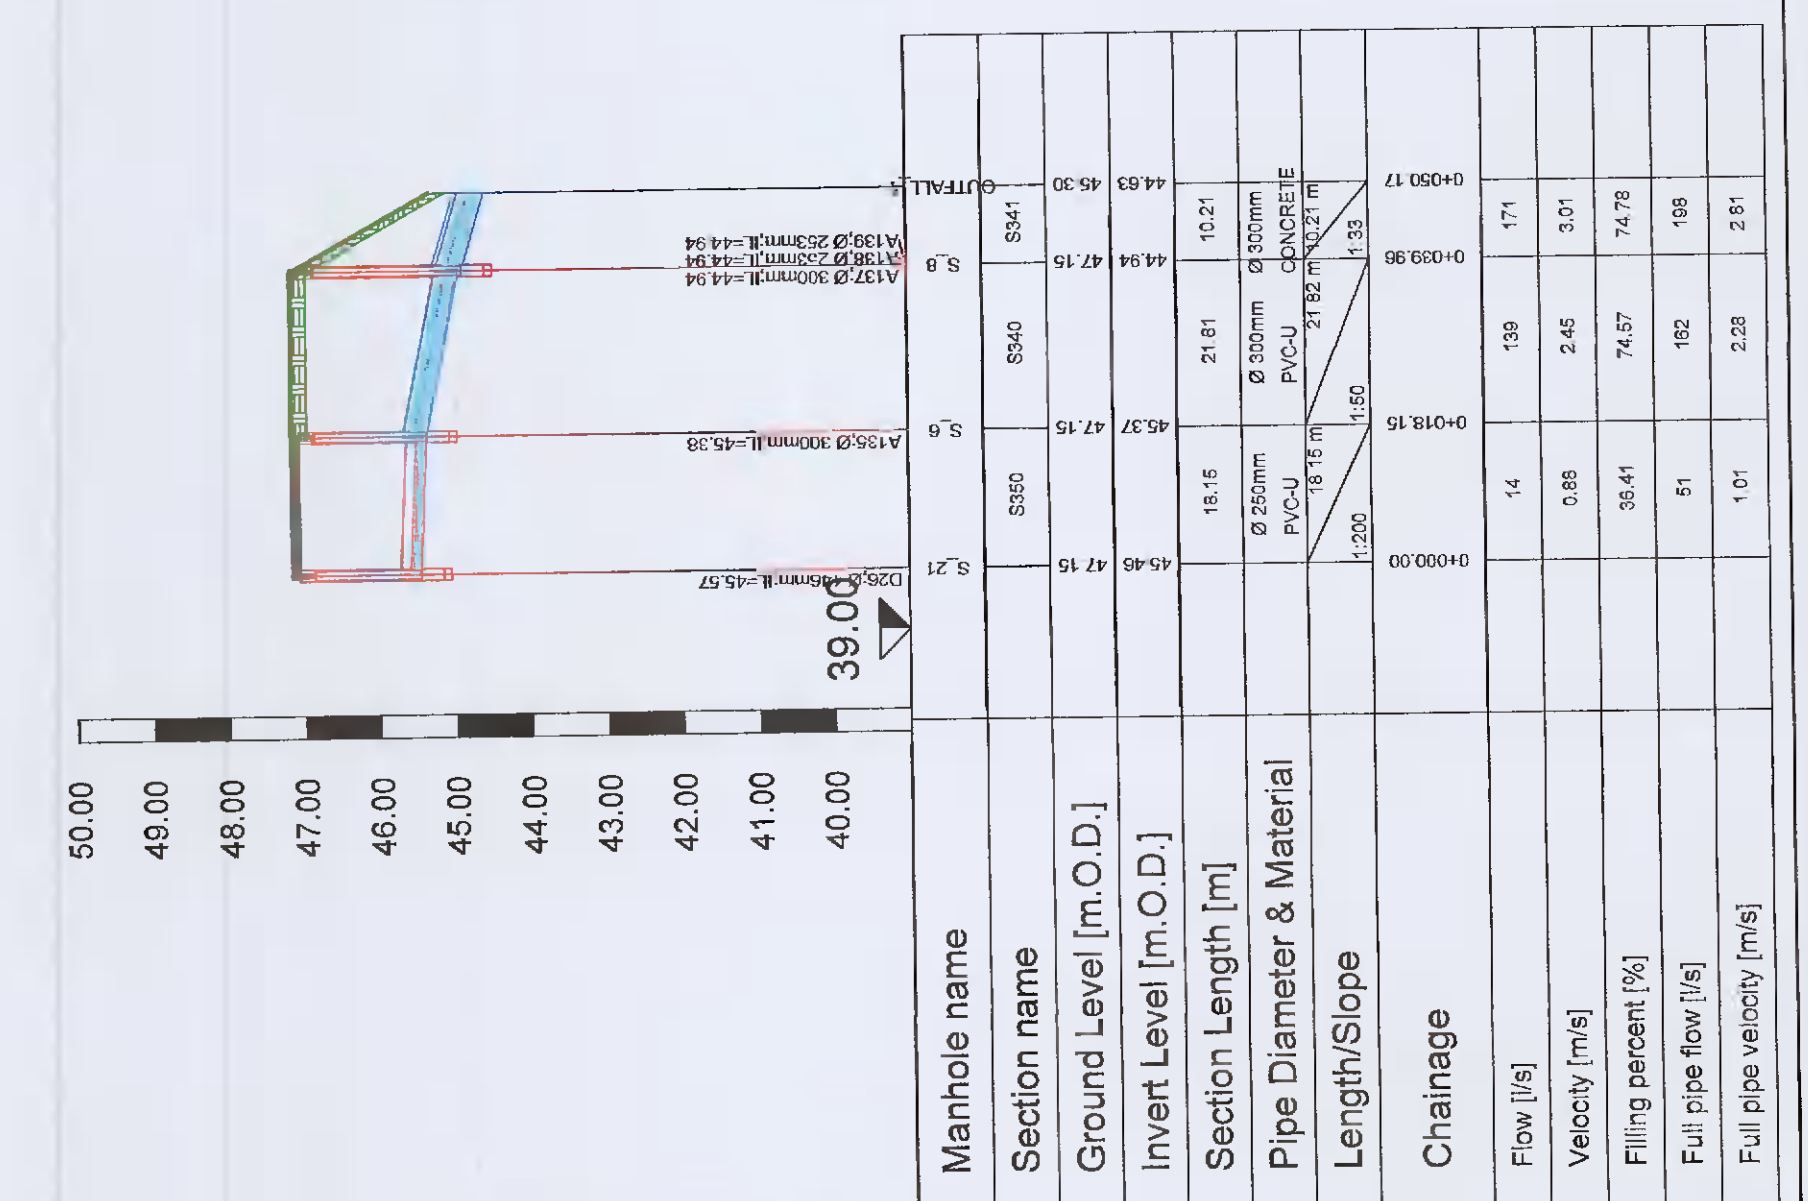 50.00
49.00
48.00
47.00
46.00
45.00
44.00
43.00
42.00
41.00
40.00
39.00
D26;Ø 446mm;IL=45.57
A135;Ø 300mm IL=45.38
A137;Ø 300mm;IL=44.94
A138;Ø 253mm;IL=44.94
A139;Ø 253mm;IL=44.94
Manhole name S_21 S_6 S_8 OUTFALL
Section name S350 S340 S341
Ground Level [m.O.D.] 47.15 47.15 47.15 45.30
Invert Level [m.O.D.] 45.46 45.37 44.94 44.63
Section Length [m] 18.15 21.81 10.21
Pipe Diameter & Material Ø 250mm Ø 300mm Ø 300mm
PVC-U PVC-U CONCRETE
Length/Slope 18 15 m 21 82 m 10.21 m
1:200 1:50 1:33
Chainage 0+000.00 0+018.15 0+039.96 0+050.17
Flow [l/s] 14 139 171
Velocity [m/s] 0.88 2.45 3.01
Filling percent [%] 36.41 74.57 74.78
Full pipe flow [l/s] 51 162 198
Full pipe velocity [m/s] 1.01 2.28 2.81